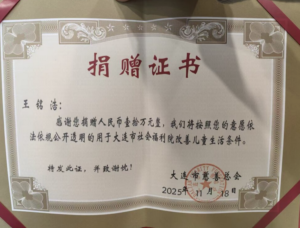 捐赠证书
王铭浩：
感谢您捐赠人民币壹拾万元整，我们将按照您的意愿依
法依规公开透明的用于大连市社会福利院改善儿童生活条件。
特发此证，并致谢忱！
大连市慈善总会
2025年11月18日